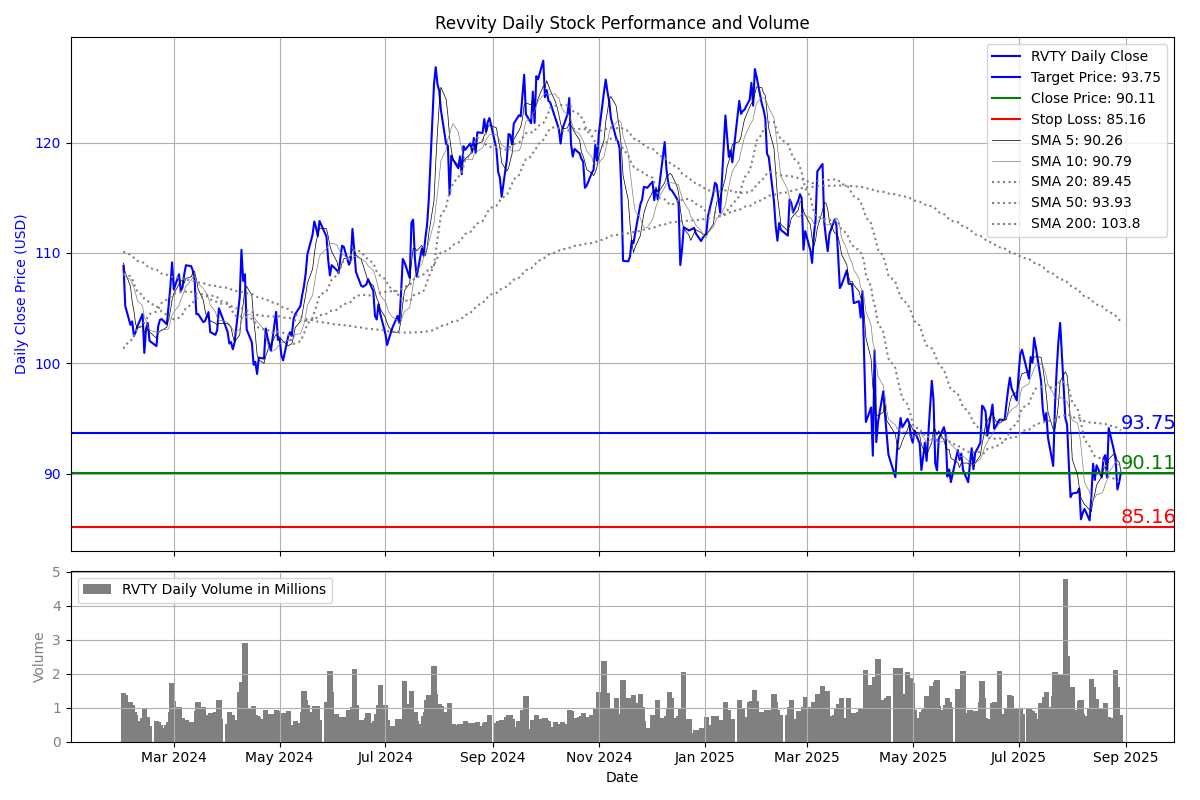 Revvity Daily Stock Performance and Volume
Daily Close Price (USD)
120
110
100
90
RVTY Daily Close
Target Price: 93.75
Close Price: 90.11
Stop Loss: 85.16
SMA 5: 90.26
SMA 10: 90.79
SMA 20: 89.45
SMA 50: 93.93
SMA 200: 103.8
93.75
90.11
85.16
Volume
5
4
3
2
1
0
RVTY Daily Volume in Millions
Mar 2024 May 2024 Jul 2024 Sep 2024 Nov 2024 Jan 2025 Mar 2025 May 2025 Jul 2025 Sep 2025
Date